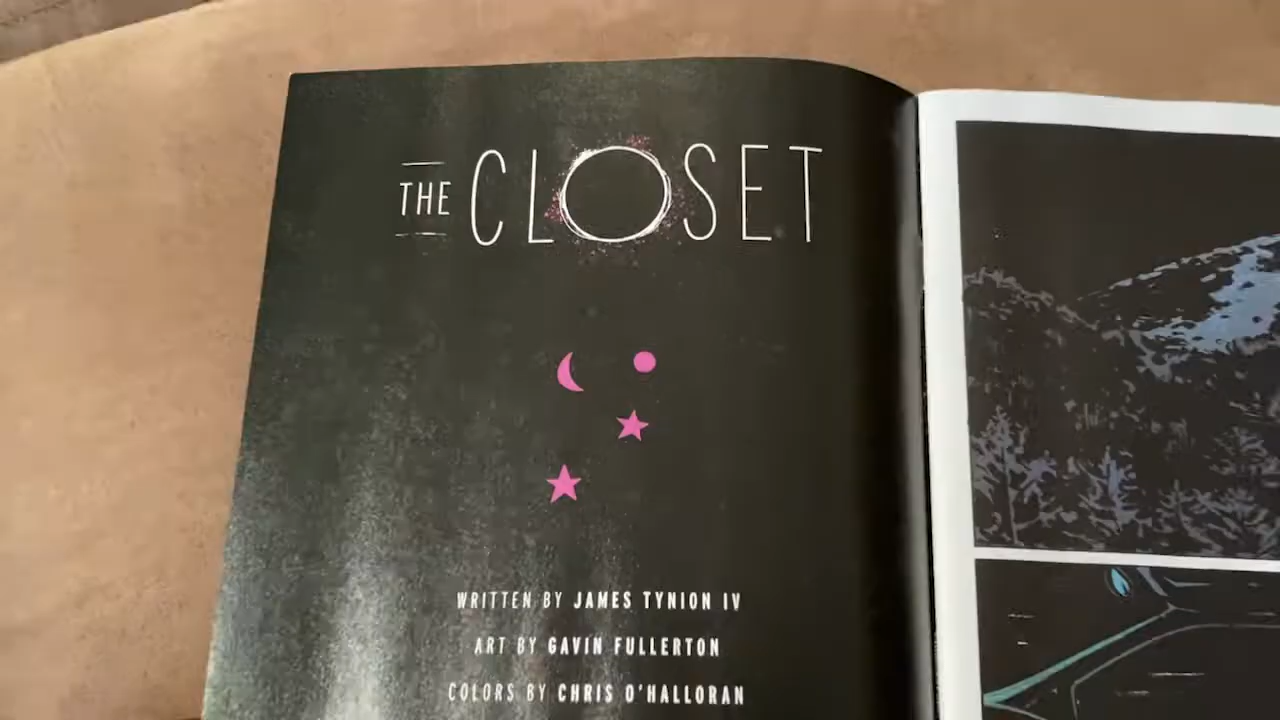 THE CLOSET
WRITTEN BY JAMES TYNION IV
ART BY GAVIN FULLERTON
COLORS BY CHRIS O'HALLORAN